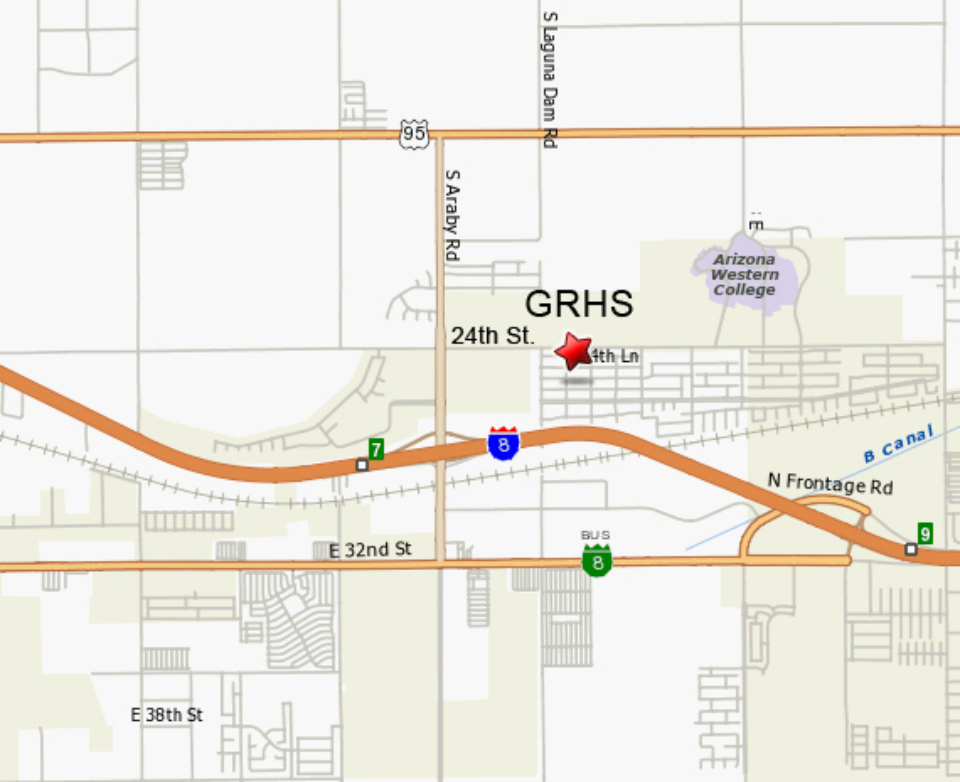 S Laguna Dam Rd
95
S Araby Rd
E
Arizona
Western
College
GRHS
24th St.
4th Ln
8
7
B Canal
N Frontage Rd
9
BUS
8
E 32nd St
E 38th St